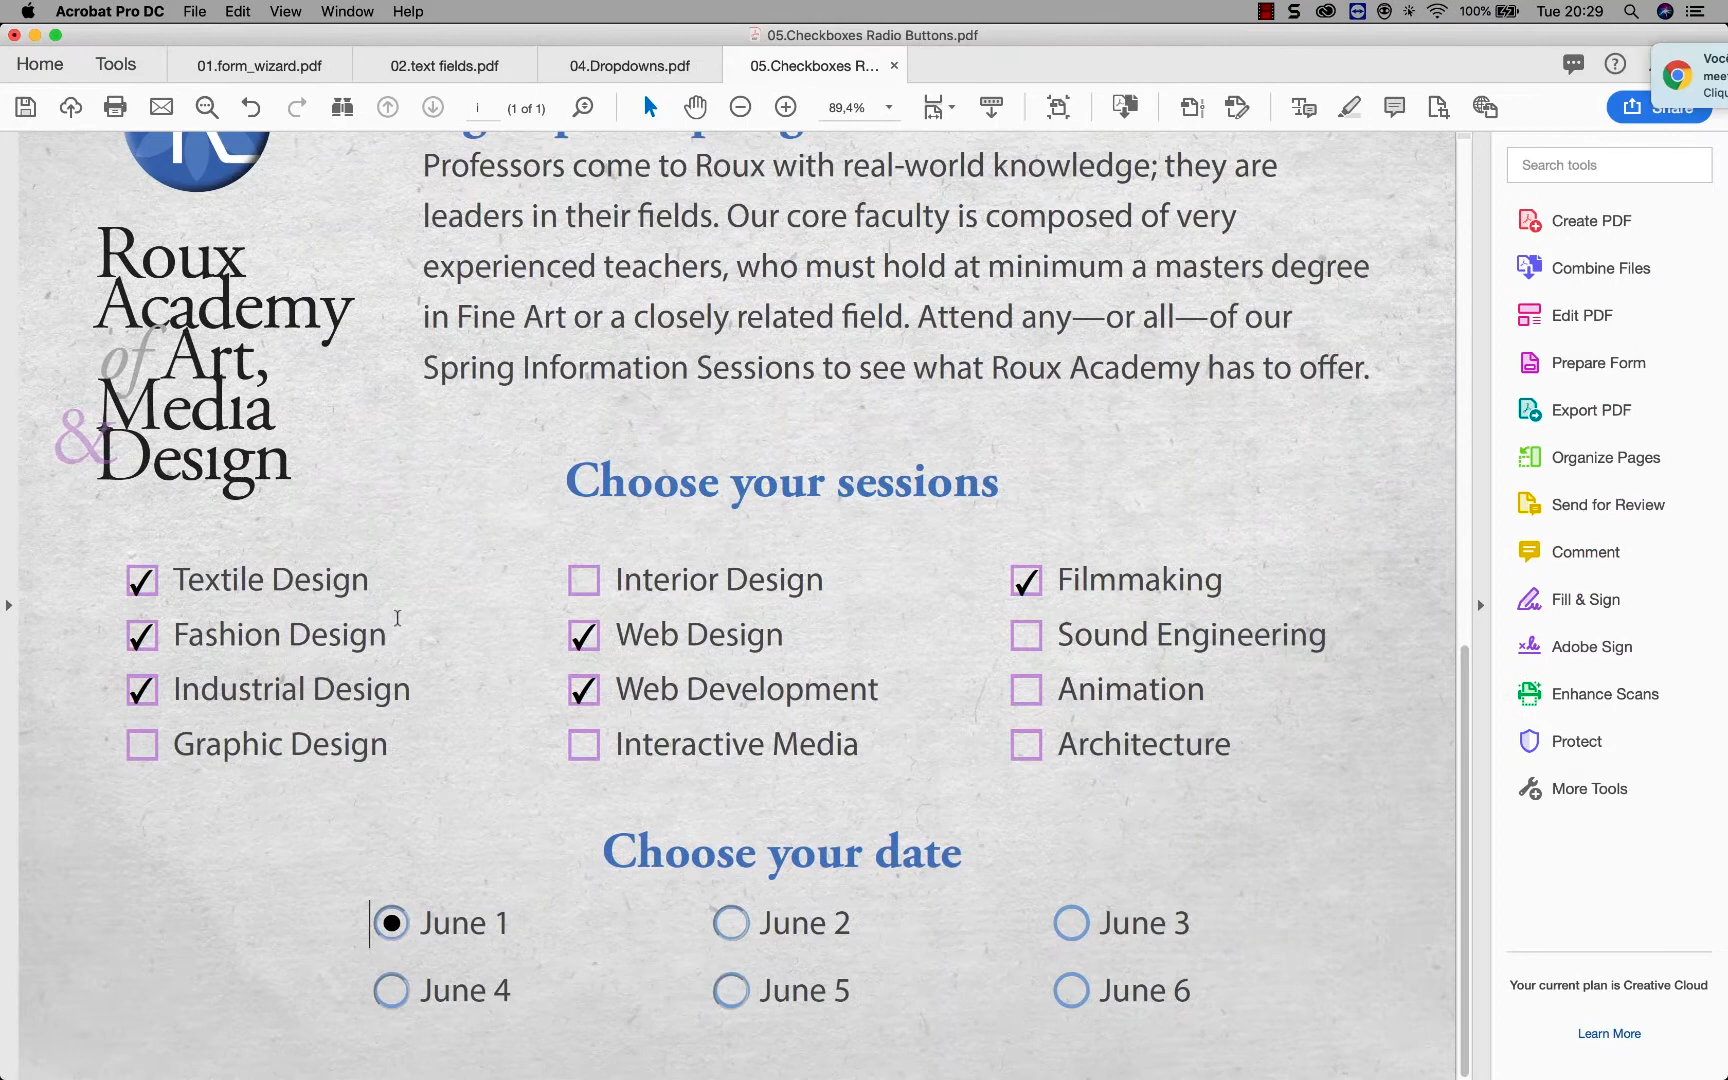 Acrobat Pro DC File Edit View Window Help
100% Tue 20:29
05.Checkboxes Radio Buttons.pdf
Home Tools 01.form_wizard.pdf 02.text fields.pdf 04.Dropdowns.pdf 05.Checkboxes R... ×
Você
mee
Cliqu
i (1 of 1) 89,4% Share
Professors come to Roux with real-world knowledge; they are
leaders in their fields. Our core faculty is composed of very
experienced teachers, who must hold at minimum a masters degree
in Fine Art or a closely related field. Attend any—or all—of our
Spring Information Sessions to see what Roux Academy has to offer.
Roux
Academy
of Art,
Media
& Design
Choose your sessions
Textile Design Interior Design Filmmaking
Fashion Design Web Design Sound Engineering
Industrial Design Web Development Animation
Graphic Design Interactive Media Architecture
Choose your date
June 1 June 2 June 3
June 4 June 5 June 6
Search tools
Create PDF
Combine Files
Edit PDF
Prepare Form
Export PDF
Organize Pages
Send for Review
Comment
Fill & Sign
Adobe Sign
Enhance Scans
Protect
More Tools
Your current plan is Creative Cloud
Learn More